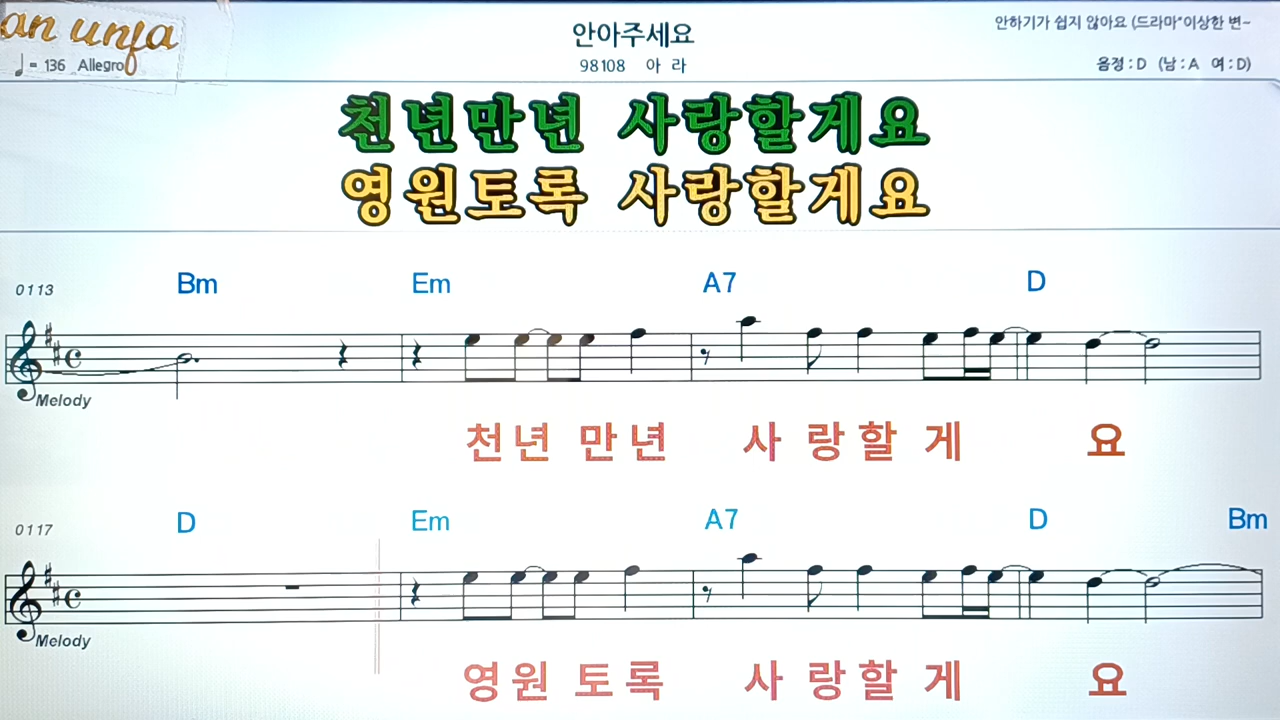 an unfa
안아주세요
안하기가 쉽지 않아요 (드라마"이상한 변~
♩= 136 Allegro
98108 아 라
음정 : D (남 : A 여 : D)
천년만년 사랑할게요
영원토록 사랑할게요
0113 Bm Em A7 D
Melody
천 년 만 년 사 랑 할 게 요
0117 D Em A7 D Bm
Melody
영 원 토 록 사 랑 할 게 요